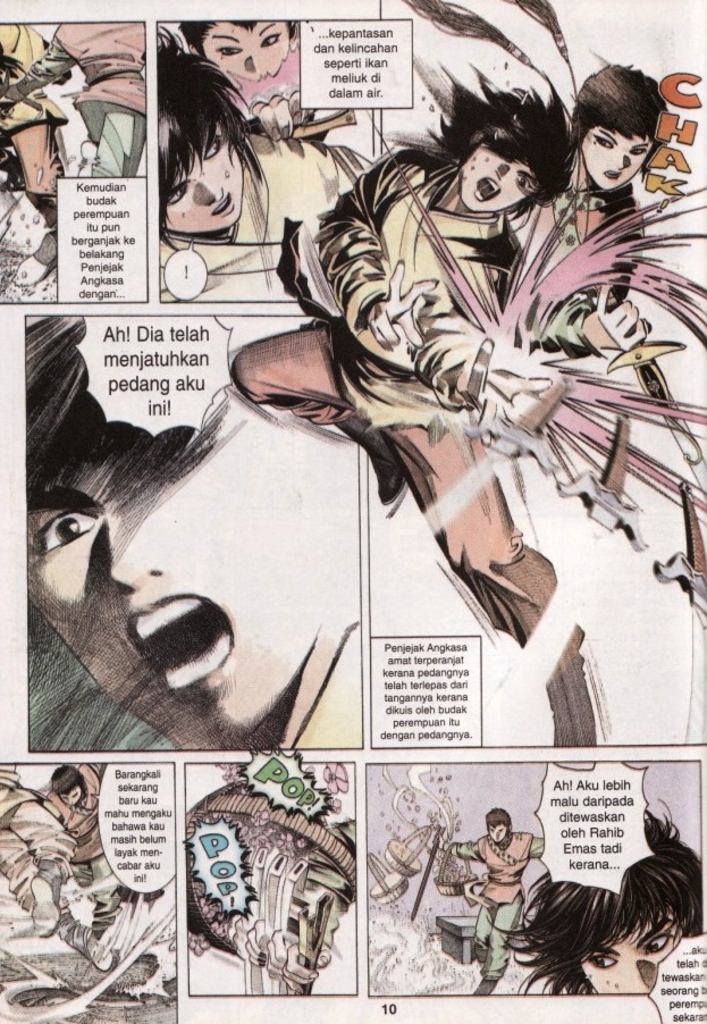 Kemudian
budak
perempuan
itu pun
berganjak ke
belakang
Penjejak
Angkasa
dengan...
...kepantasan
dan kelincahan
seperti ikan
meliuk di
dalam air.
!
CHAK!
Ah! Dia telah
menjatuhkan
pedang aku
ini!
Penjejak Angkasa
amat terperanjat
kerana pedangnya
telah terlepas dari
tangannya kerana
dikuis oleh budak
perempuan itu
dengan pedangnya.
Barangkali
sekarang
baru kau
mahu mengaku
bahawa kau
masih belum
layak men-
cabar aku
ini!
POP!
POP!
Ah! Aku lebih
malu daripada
ditewaskan
oleh Rahib
Emas tadi
kerana...
...aku
telah
seorang
10